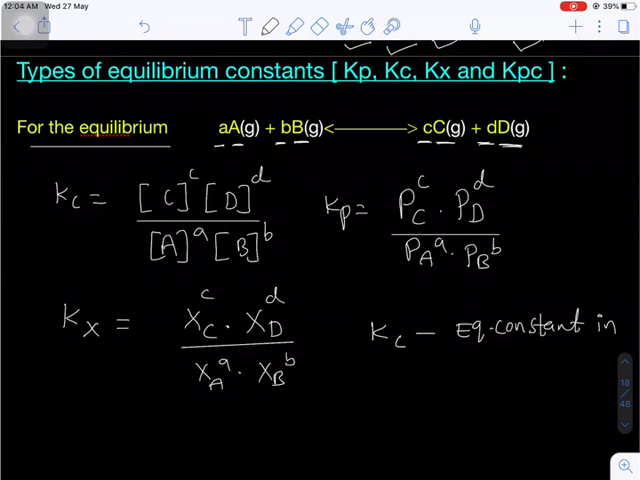 12:04 AM Wed 27 May
39%
Types of equilibrium constants [ Kp, Kc, Kx and Kpc ] :
For the equilibrium aA(g) + bB(g)<————> cC(g) + dD(g)
Kc = [C]^c [D]^d / [A]^a [B]^b
Kp = P_C^c · P_D^d / P_A^a · P_B^b
Kx = X_C^c · X_D^d / X_A^a · X_B^b
Kc — Eq.constant in
18
/
48